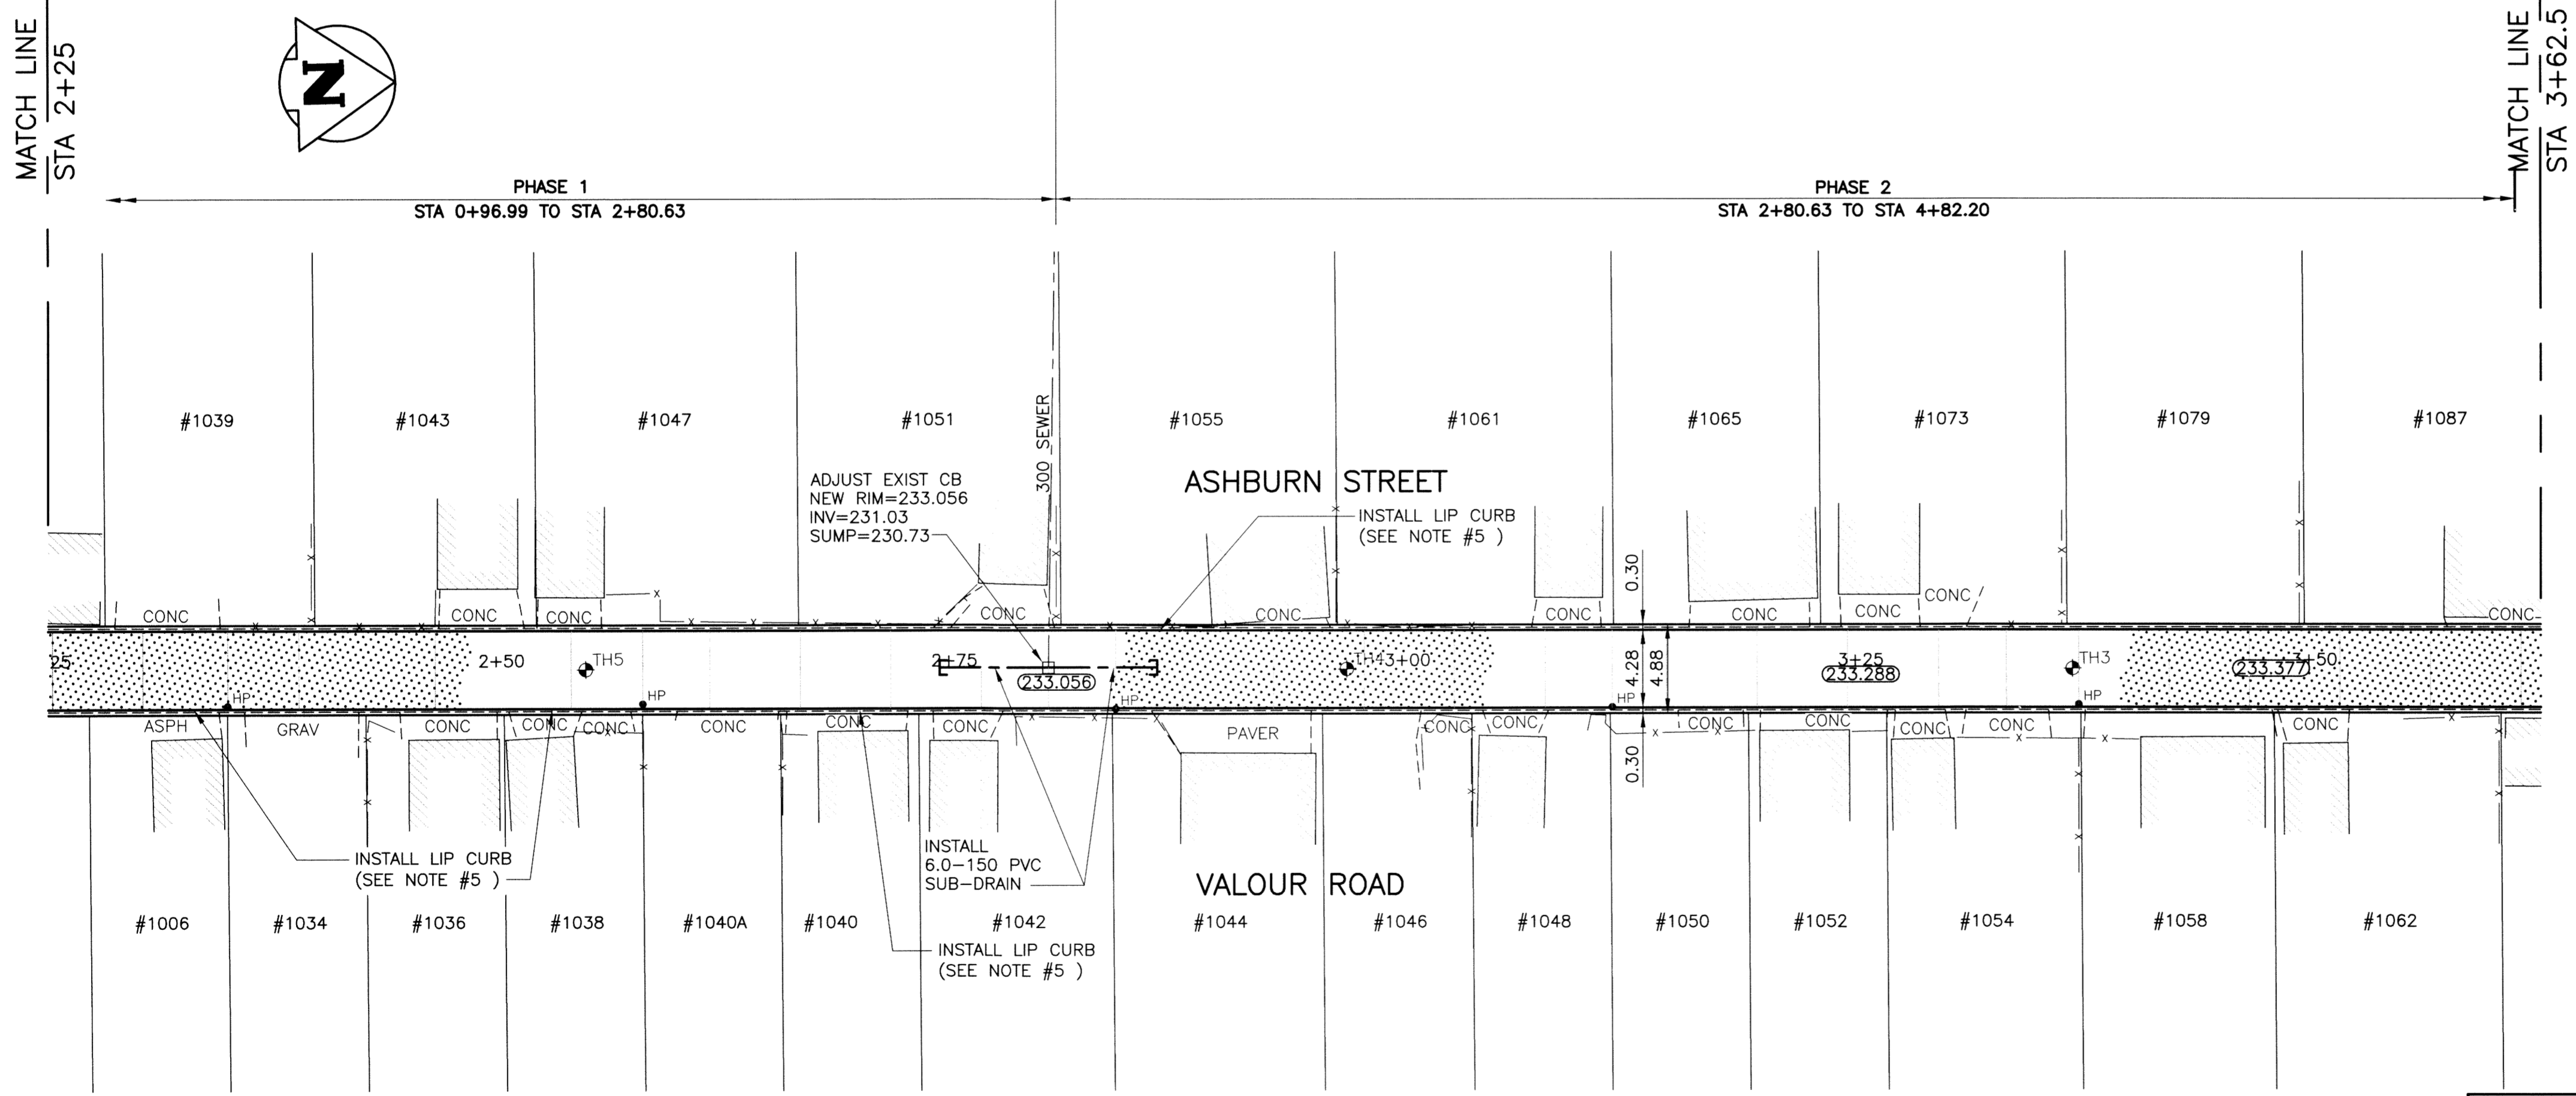 MATCH LINE
STA 2+25
N
MATCH LINE
STA 3+62.5
PHASE 1
STA 0+96.99 TO STA 2+80.63
PHASE 2
STA 2+80.63 TO STA 4+82.20
#1039
#1043
#1047
#1051
300 SEWER
#1055
#1061
#1065
#1073
#1079
#1087
ADJUST EXIST CB
NEW RIM=233.056
INV=231.03
SUMP=230.73
ASHBURN STREET
INSTALL LIP CURB
(SEE NOTE #5 )
0.30
CONC
CONC
CONC
CONC
CONC
CONC
CONC
CONC
CONC
CONC
25
2+50
TH5
2+75
233.056
TH4
3+00
4.28
4.88
3+25
233.288
TH3
233.377
3+50
HP
HP
HP
HP
HP
ASPH
GRAV
CONC
CONC
CONC
CONC
CONC
CONC
PAVER
CONC
CONC
0.30
CONC
CONC
CONC
CONC
CONC
INSTALL LIP CURB
(SEE NOTE #5 )
INSTALL
6.0-150 PVC
SUB-DRAIN
VALOUR ROAD
#1006
#1034
#1036
#1038
#1040A
#1040
#1042
#1044
#1046
#1048
#1050
#1052
#1054
#1058
#1062
INSTALL LIP CURB
(SEE NOTE #5 )